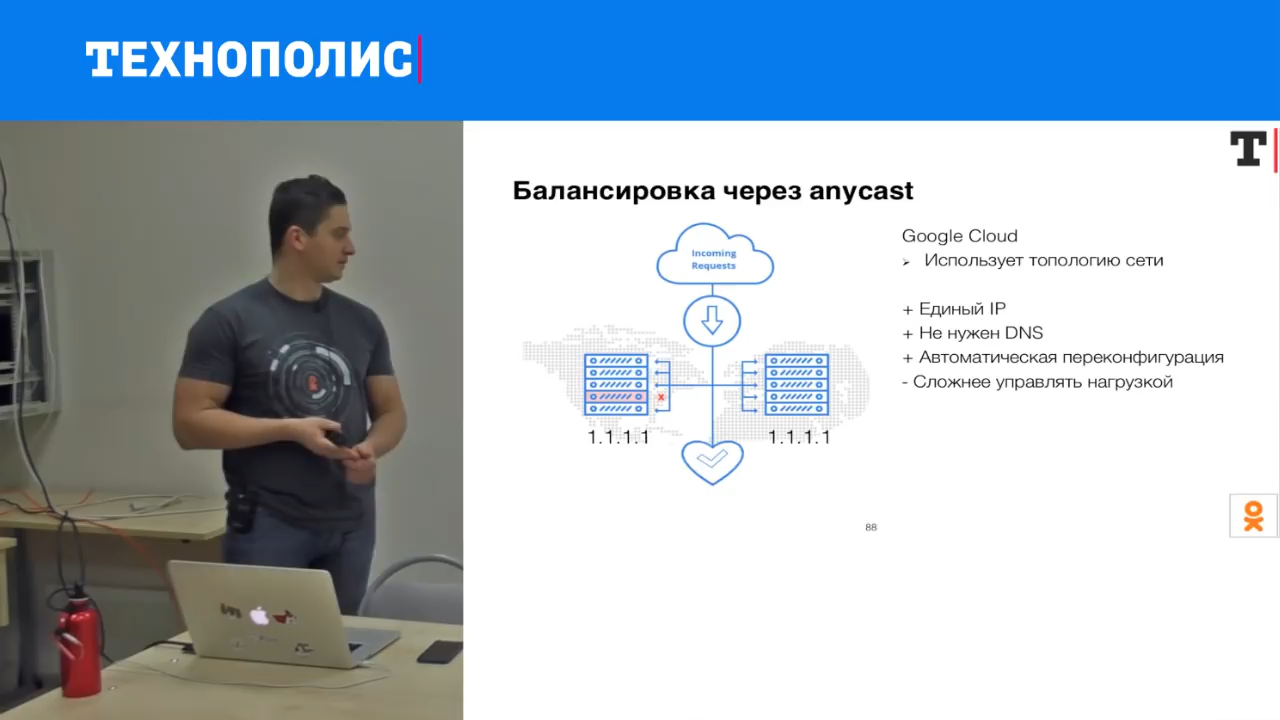 ТЕХНОПОЛИС
Т
Балансировка через anycast
Incoming
Requests
1.1.1.1
1.1.1.1
Google Cloud
Использует топологию сети
+ Единый IP
+ Не нужен DNS
+ Автоматическая переконфигурация
- Сложнее управлять нагрузкой
88